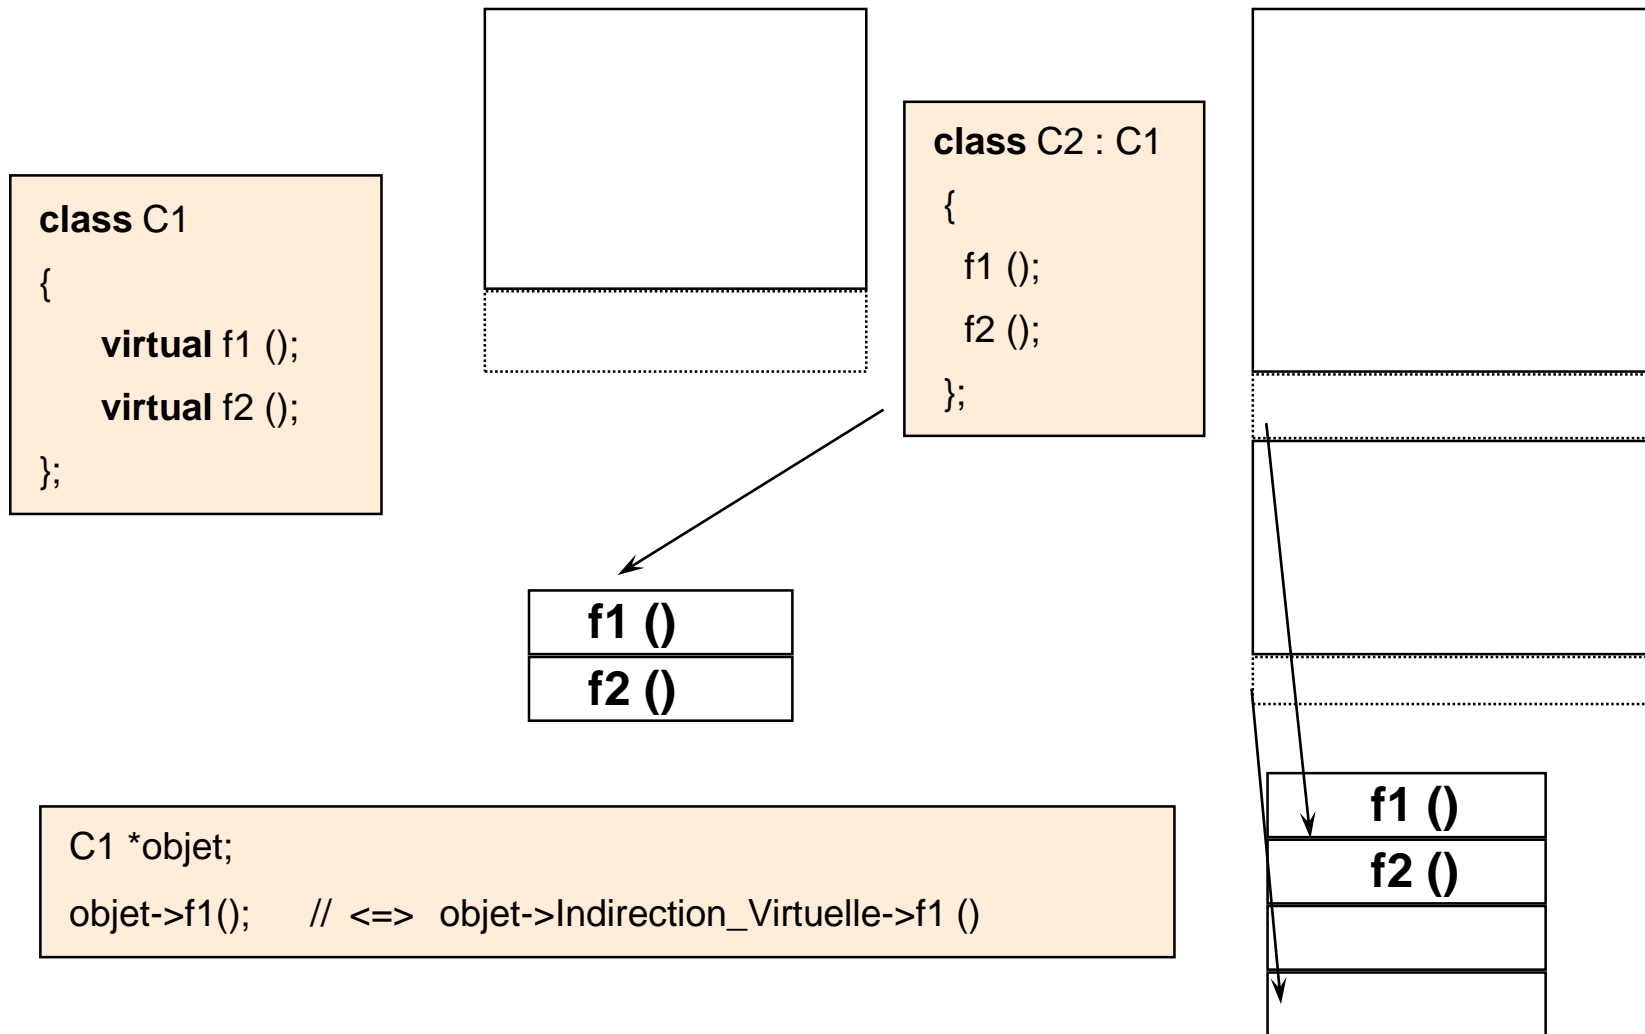 class C1
{
virtual f1 ();
virtual f2 ();
};
class C2 : C1
{
f1 ();
f2 ();
};
f1 ()
f2 ()
C1 *objet;
objet->f1(); // <=> objet->Indirection_Virtuelle->f1 ()
f1 ()
f2 ()